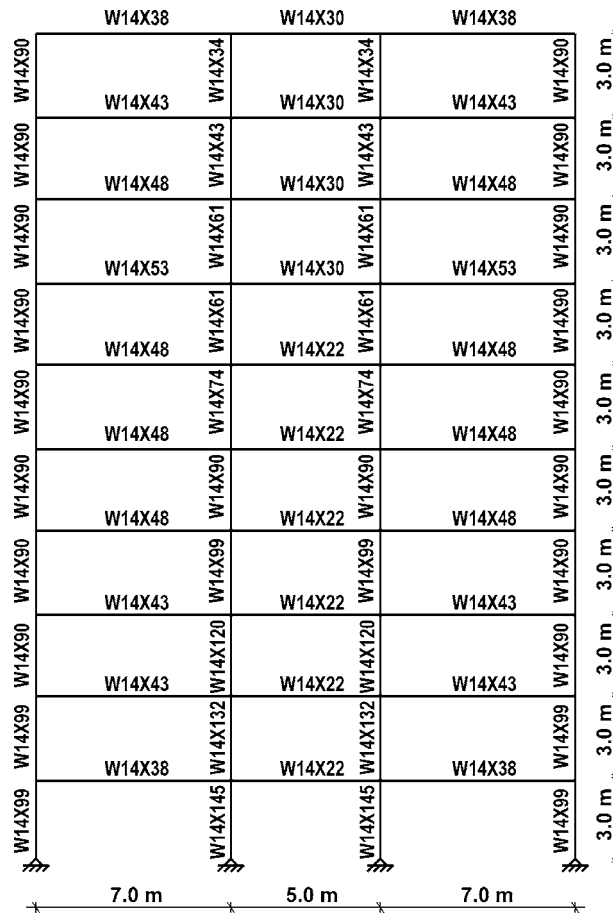 W14X38 W14X30 W14X38
W14X90 W14X34 W14X34 W14X90 3.0 m
W14X43 W14X30 W14X43
W14X90 W14X43 W14X43 W14X90 3.0 m
W14X48 W14X30 W14X48
W14X90 W14X61 W14X61 W14X90 3.0 m
W14X53 W14X30 W14X53
W14X90 W14X61 W14X61 W14X90 3.0 m
W14X48 W14X22 W14X48
W14X90 W14X74 W14X74 W14X90 3.0 m
W14X48 W14X22 W14X48
W14X90 W14X90 W14X90 W14X90 3.0 m
W14X48 W14X22 W14X48
W14X90 W14X99 W14X99 W14X90 3.0 m
W14X43 W14X22 W14X43
W14X90 W14X120 W14X120 W14X90 3.0 m
W14X43 W14X22 W14X43
W14X99 W14X132 W14X132 W14X99 3.0 m
W14X38 W14X22 W14X38
W14X99 W14X145 W14X145 W14X99 3.0 m
7.0 m 5.0 m 7.0 m